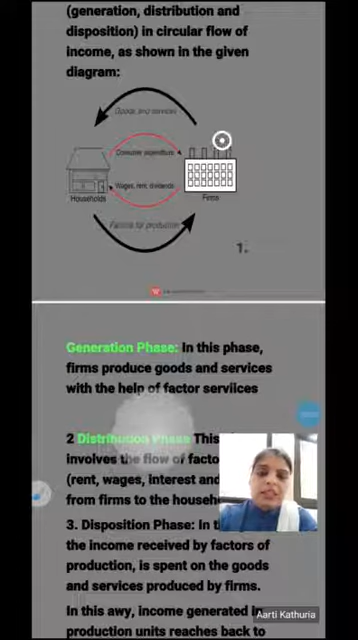 (generation, distribution and
disposition) in circular flow of
income, as shown in the given
diagram:
Goods and services
Consumer expenditure
Wages, rent, dividends
Households
Firms
Factors for production
1.
Generation Phase: In this phase,
firms produce goods and services
with the help of factor serviices
2 Distribution Phase This
involves the flow of facto
(rent, wages, interest and
from firms to the househ
3. Disposition Phase: In t
the income received by factors of
production, is spent on the goods
and services produced by firms.
In this awy, income generated in
production units reaches back to
Aarti Kathuria